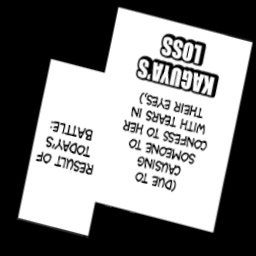 RESULT OF
TODAY'S
BATTLE:
KAGUYA'S
LOSS
(DUE TO
CAUSING
SOMEONE TO
CONFESS TO HER
WITH TEARS IN
THEIR EYES.)